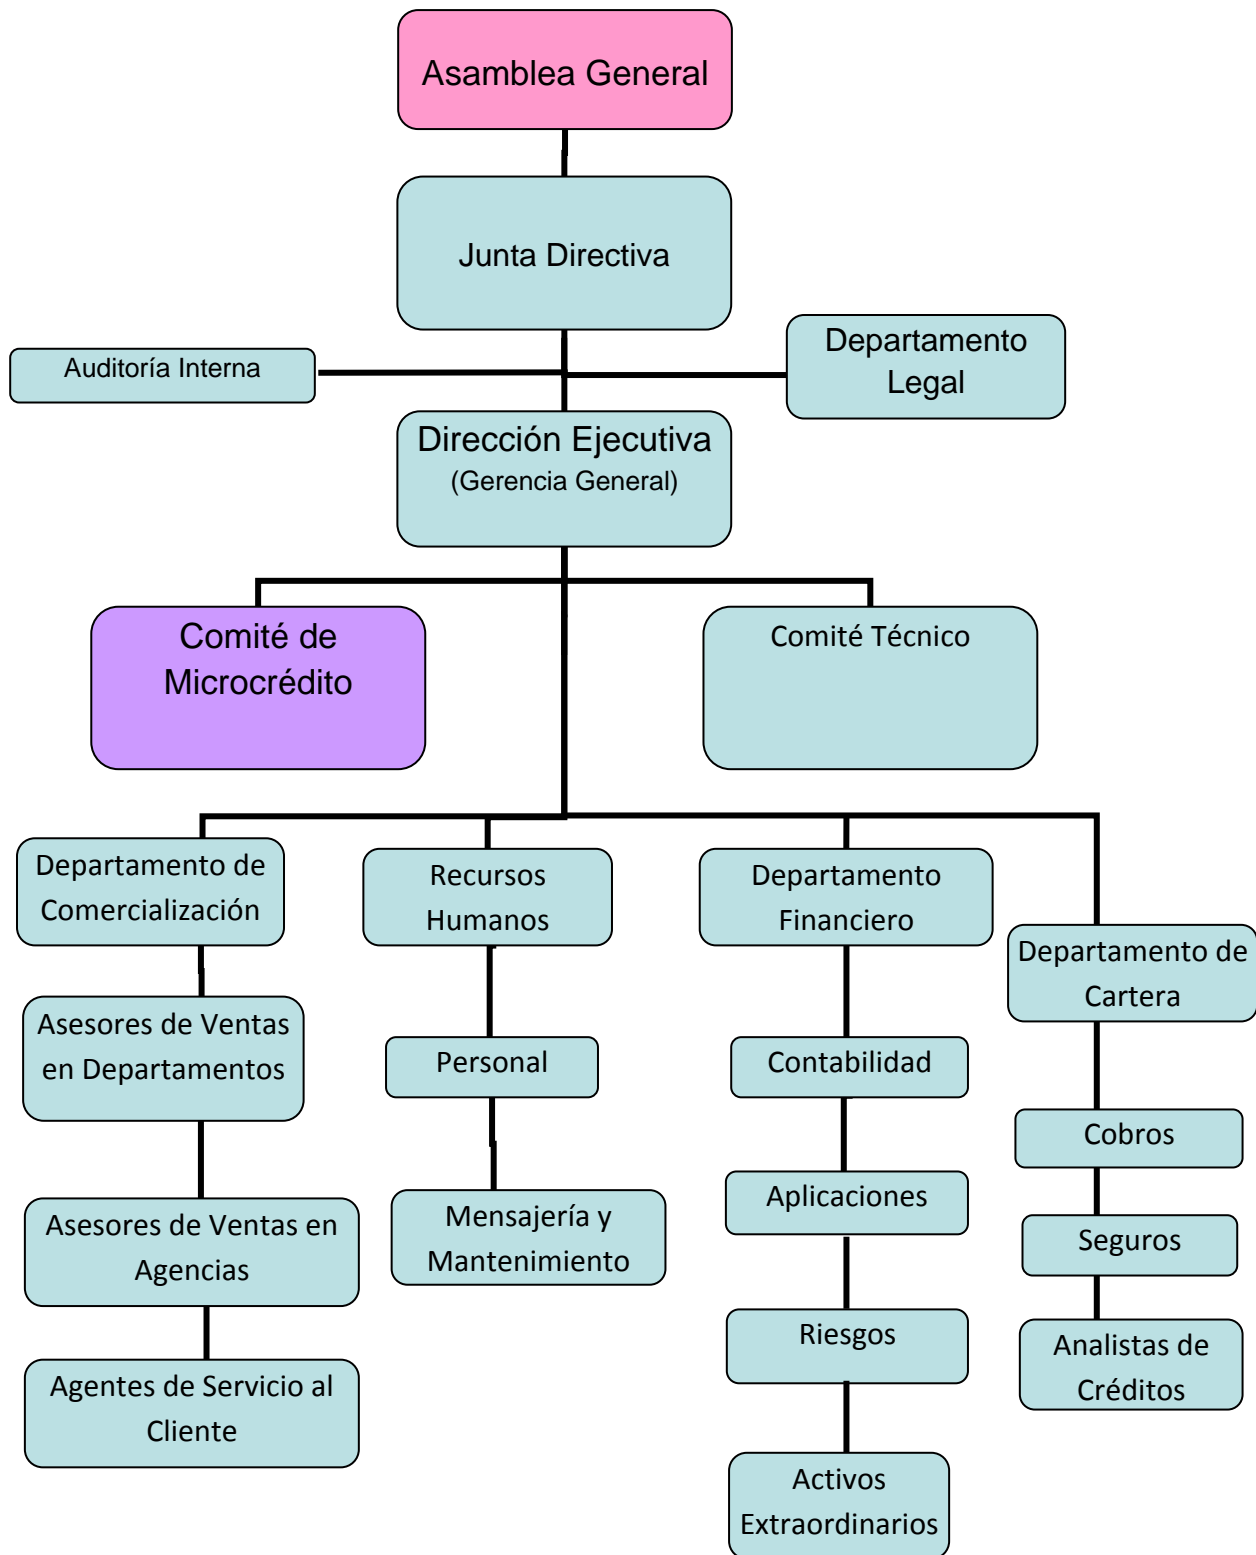 Asamblea General
Junta Directiva
Auditoría Interna
Departamento
Legal
Dirección Ejecutiva
(Gerencia General)
Comité de
Microcrédito
Comité Técnico
Departamento de
Comercialización
Recursos
Humanos
Departamento
Financiero
Departamento de
Cartera
Asesores de Ventas
en Departamentos
Personal
Contabilidad
Cobros
Asesores de Ventas en
Agencias
Mensajería y
Mantenimiento
Aplicaciones
Seguros
Agentes de Servicio al
Cliente
Riesgos
Analistas de
Créditos
Activos
Extraordinarios